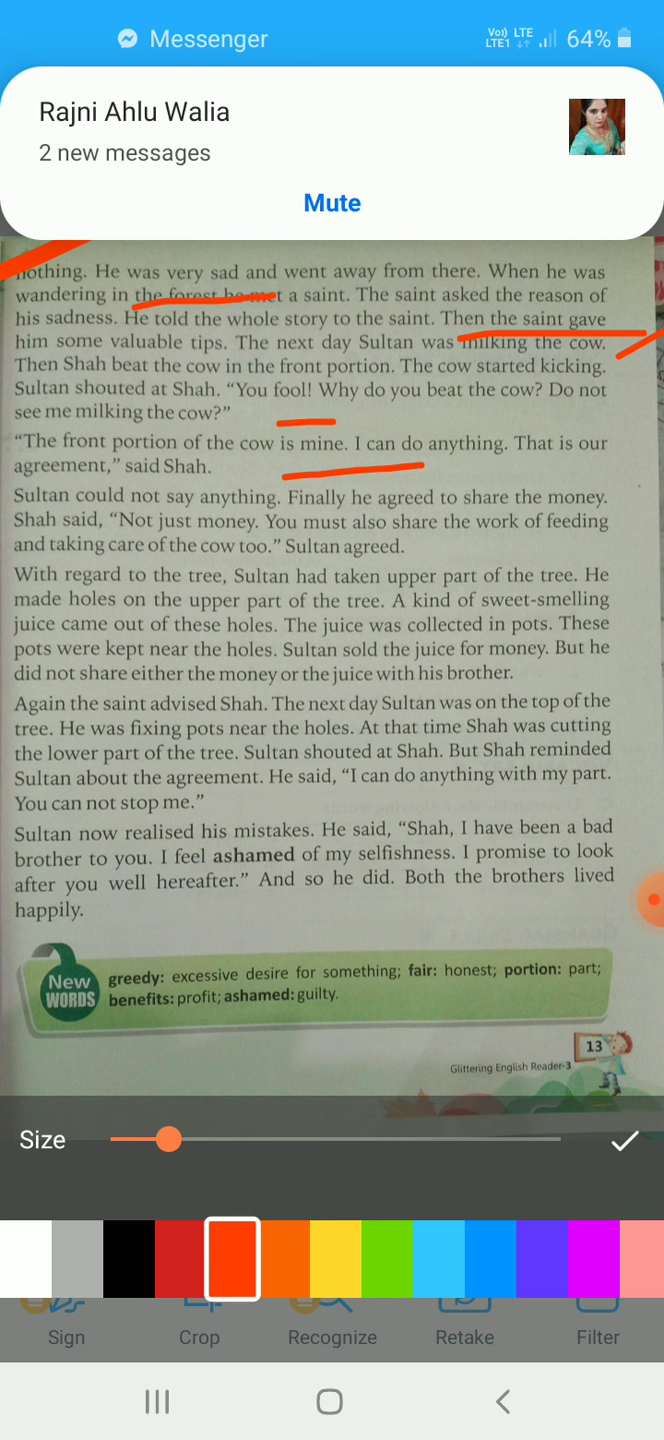 Messenger
Vo)) LTE
LTE1
64%
Rajni Ahlu Walia
2 new messages
Mute
nothing. He was very sad and went away from there. When he was
wandering in the forest he met a saint. The saint asked the reason of
his sadness. He told the whole story to the saint. Then the saint gave
him some valuable tips. The next day Sultan was milking the cow.
Then Shah beat the cow in the front portion. The cow started kicking.
Sultan shouted at Shah. “You fool! Why do you beat the cow? Do not
see me milking the cow?”
“The front portion of the cow is mine. I can do anything. That is our
agreement,” said Shah.
Sultan could not say anything. Finally he agreed to share the money.
Shah said, “Not just money. You must also share the work of feeding
and taking care of the cow too.” Sultan agreed.
With regard to the tree, Sultan had taken upper part of the tree. He
made holes on the upper part of the tree. A kind of sweet-smelling
juice came out of these holes. The juice was collected in pots. These
pots were kept near the holes. Sultan sold the juice for money. But he
did not share either the money or the juice with his brother.
Again the saint advised Shah. The next day Sultan was on the top of the
tree. He was fixing pots near the holes. At that time Shah was cutting
the lower part of the tree. Sultan shouted at Shah. But Shah reminded
Sultan about the agreement. He said, “I can do anything with my part.
You can not stop me.”
Sultan now realised his mistakes. He said, “Shah, I have been a bad
brother to you. I feel ashamed of my selfishness. I promise to look
after you well hereafter.” And so he did. Both the brothers lived
happily.
New
WORDS
greedy: excessive desire for something; fair: honest; portion: part;
benefits: profit; ashamed: guilty.
13
Glittering English Reader-3
Size
Sign
Crop
Recognize
Retake
Filter